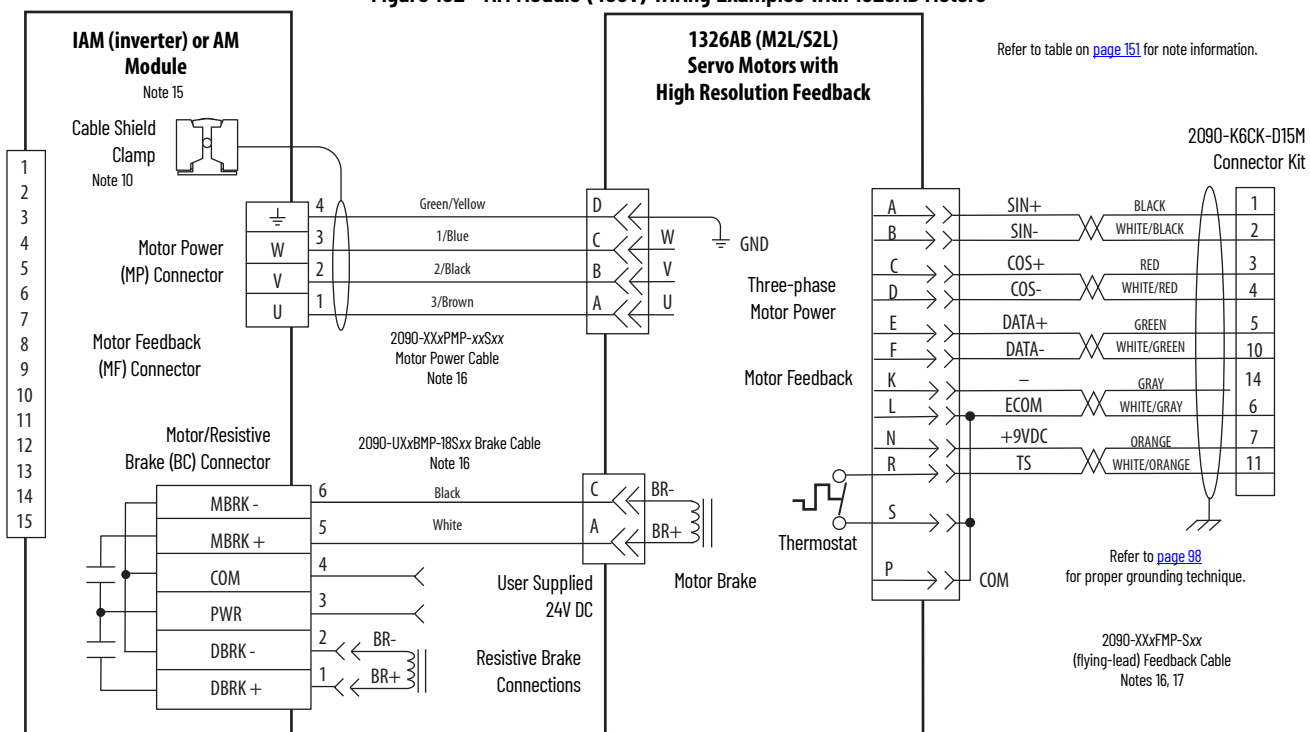 Figure 102 - AM Module (460V) Wiring Examples with 1326AB Motors
IAM (inverter) or AM
Module
Note 15
Cable Shield
Clamp
Note 10
1
2
3
4
5
6
7
8
9
10
11
12
13
14
15
Motor Power
(MP) Connector
W
V
U
4
3
2
1
Green/Yellow
1/Blue
2/Black
3/Brown
2090-XXxPMP-xxSxx
Motor Power Cable
Note 16
Motor Feedback
(MF) Connector
Motor/Resistive
Brake (BC) Connector
2090-UXxBMP-18Sxx Brake Cable
Note 16
MBRK -
MBRK +
COM
PWR
DBRK -
DBRK +
6
5
4
3
2
1
Black
White
BR-
BR+
User Supplied
24V DC
Resistive Brake
Connections
1326AB (M2L/S2L)
Servo Motors with
High Resolution Feedback
D
C
B
A
W
V
U
GND
Three-phase
Motor Power
Motor Feedback
C
A
BR-
BR+
Motor Brake
Thermostat
A
B
C
D
E
F
K
L
N
R
S
P
COM
SIN+
SIN-
COS+
COS-
DATA+
DATA-
–
ECOM
+9VDC
TS
BLACK
WHITE/BLACK
RED
WHITE/RED
GREEN
WHITE/GREEN
GRAY
WHITE/GRAY
ORANGE
WHITE/ORANGE
1
2
3
4
5
10
14
6
7
11
Refer to table on page 151 for note information.
2090-K6CK-D15M
Connector Kit
Refer to page 98
for proper grounding technique.
2090-XXxFMP-Sxx
(flying-lead) Feedback Cable
Notes 16, 17